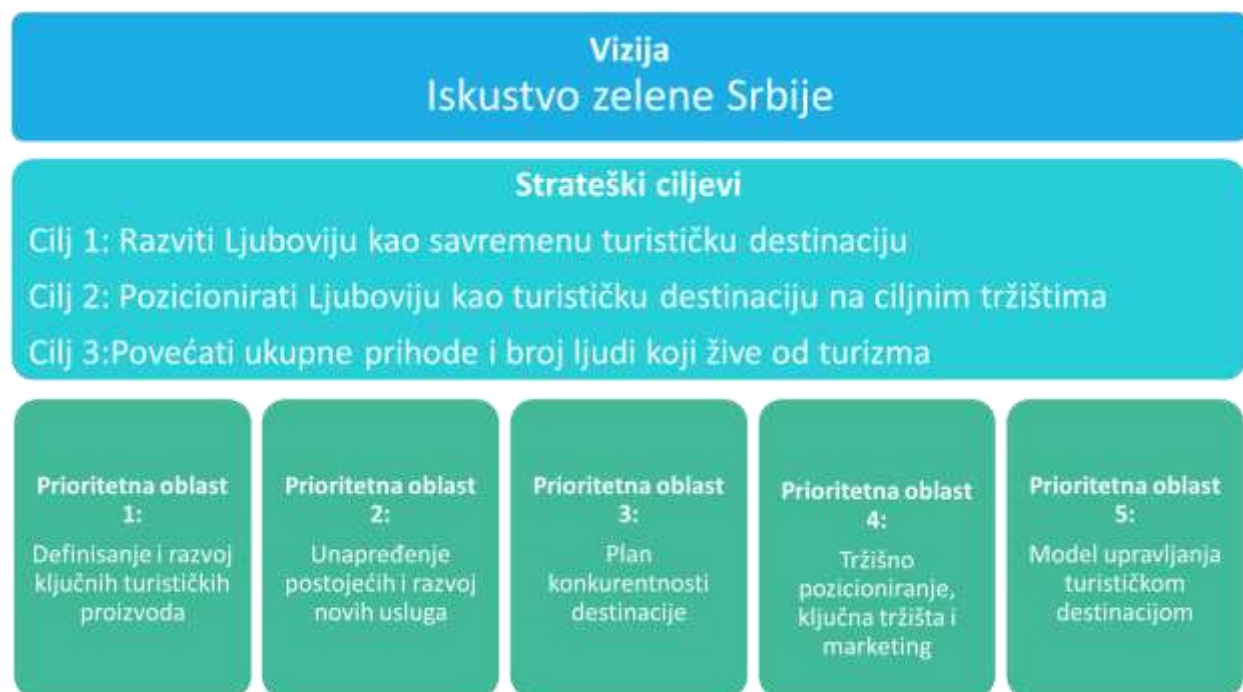 Vizija
Iskustvo zelene Srbije
Strateški ciljevi
Cilj 1: Razviti Ljuboviju kao savremenu turističku destinaciju
Cilj 2: Pozicionirati Ljuboviju kao turističku destinaciju na ciljnim tržištima
Cilj 3:Povećati ukupne prihode i broj ljudi koji žive od turizma
Prioritetna oblast
1:
Definisanje i razvoj
ključnih turističkih
proizvoda
Prioritetna oblast
2:
Unapređenje
postojećih i razvoj
novih usluga
Prioritetna oblast
3:
Plan
konkurentnosti
destinacije
Prioritetna oblast
4:
Tržišno
pozicioniranje,
ključna tržišta i
marketing
Prioritetna oblast
5:
Model upravljanja
turističkom
destinacijom